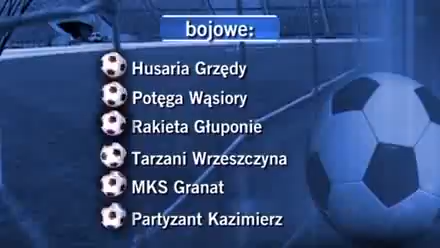 bojowe:
Husaria Grzędy
Potęga Wąsiory
Rakieta Głuponie
Tarzani Wrzeszczyna
MKS Granat
Partyzant Kazimierz